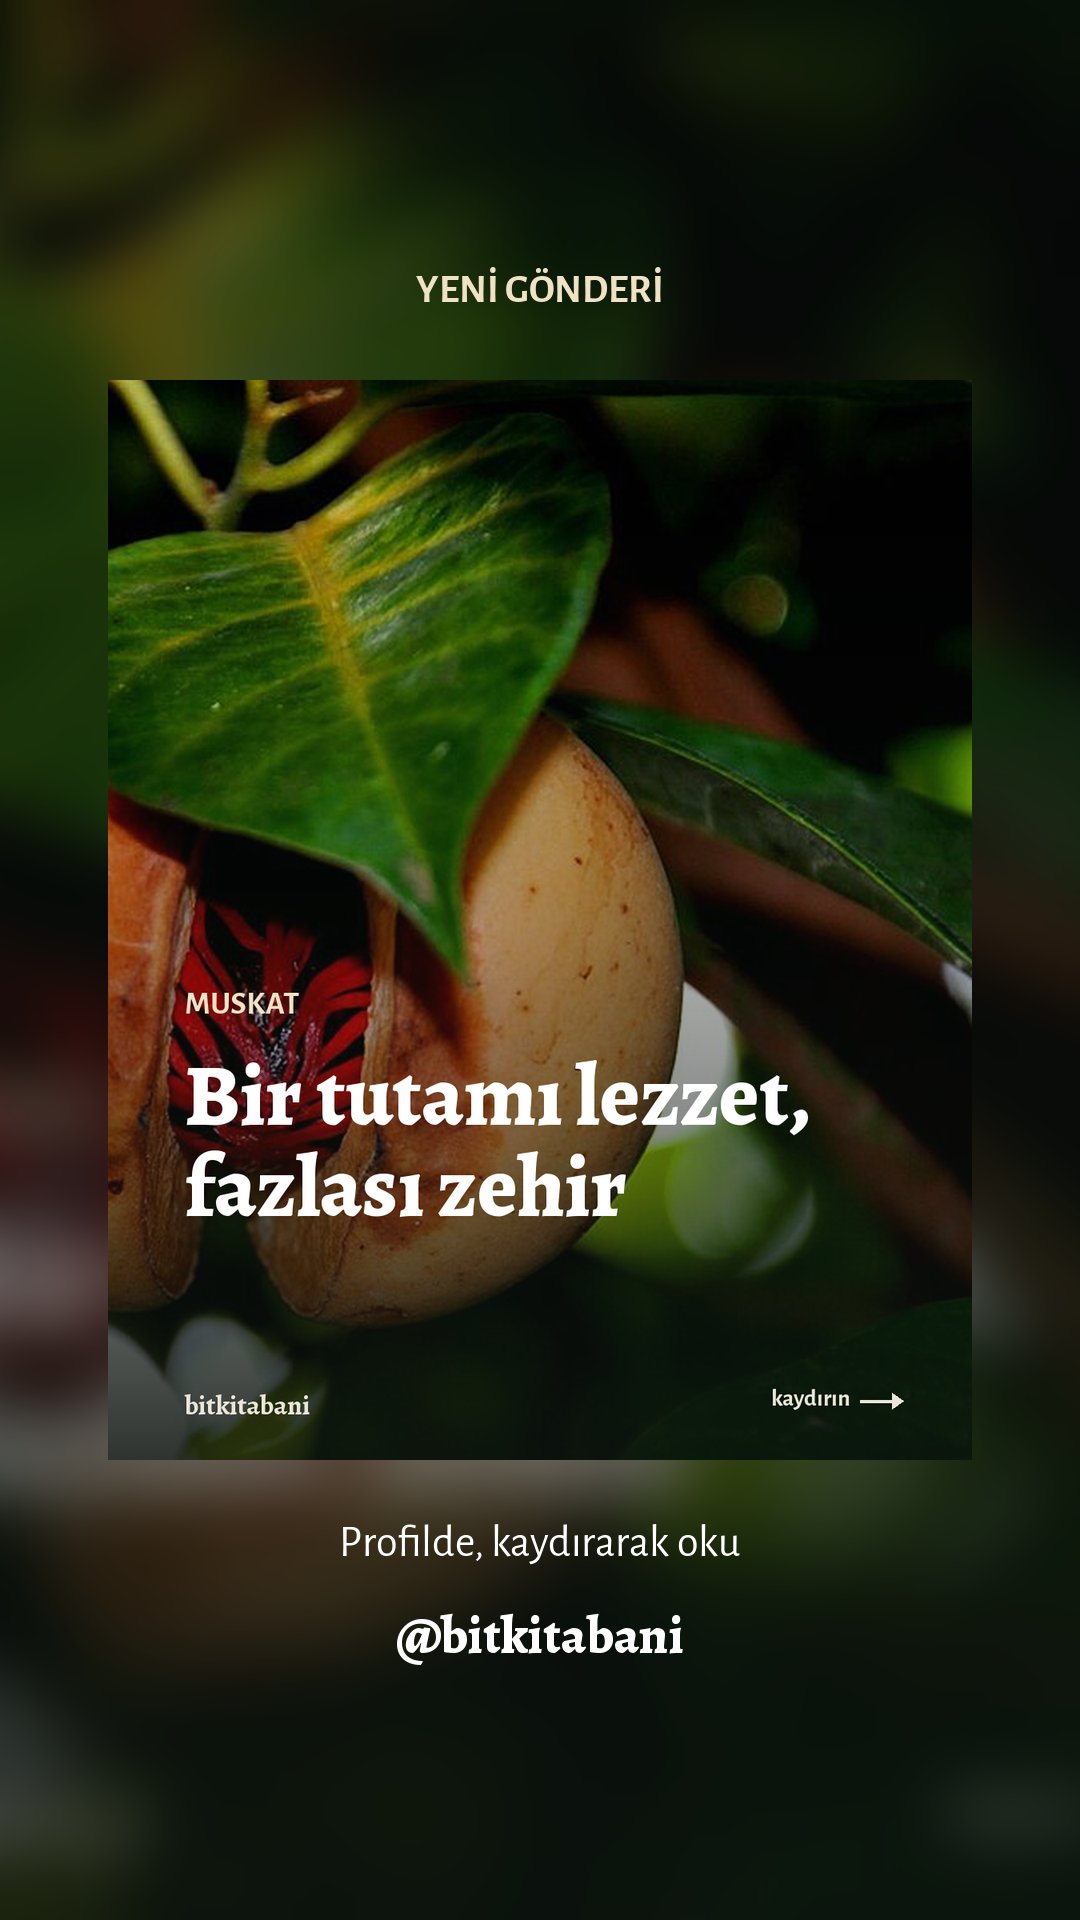 YENİ GÖNDERİ
MUSKAT
Bir tutamı lezzet,
fazlası zehir
bitkitabani
kaydırın
Profilde, kaydırarak oku
@bitkitabani